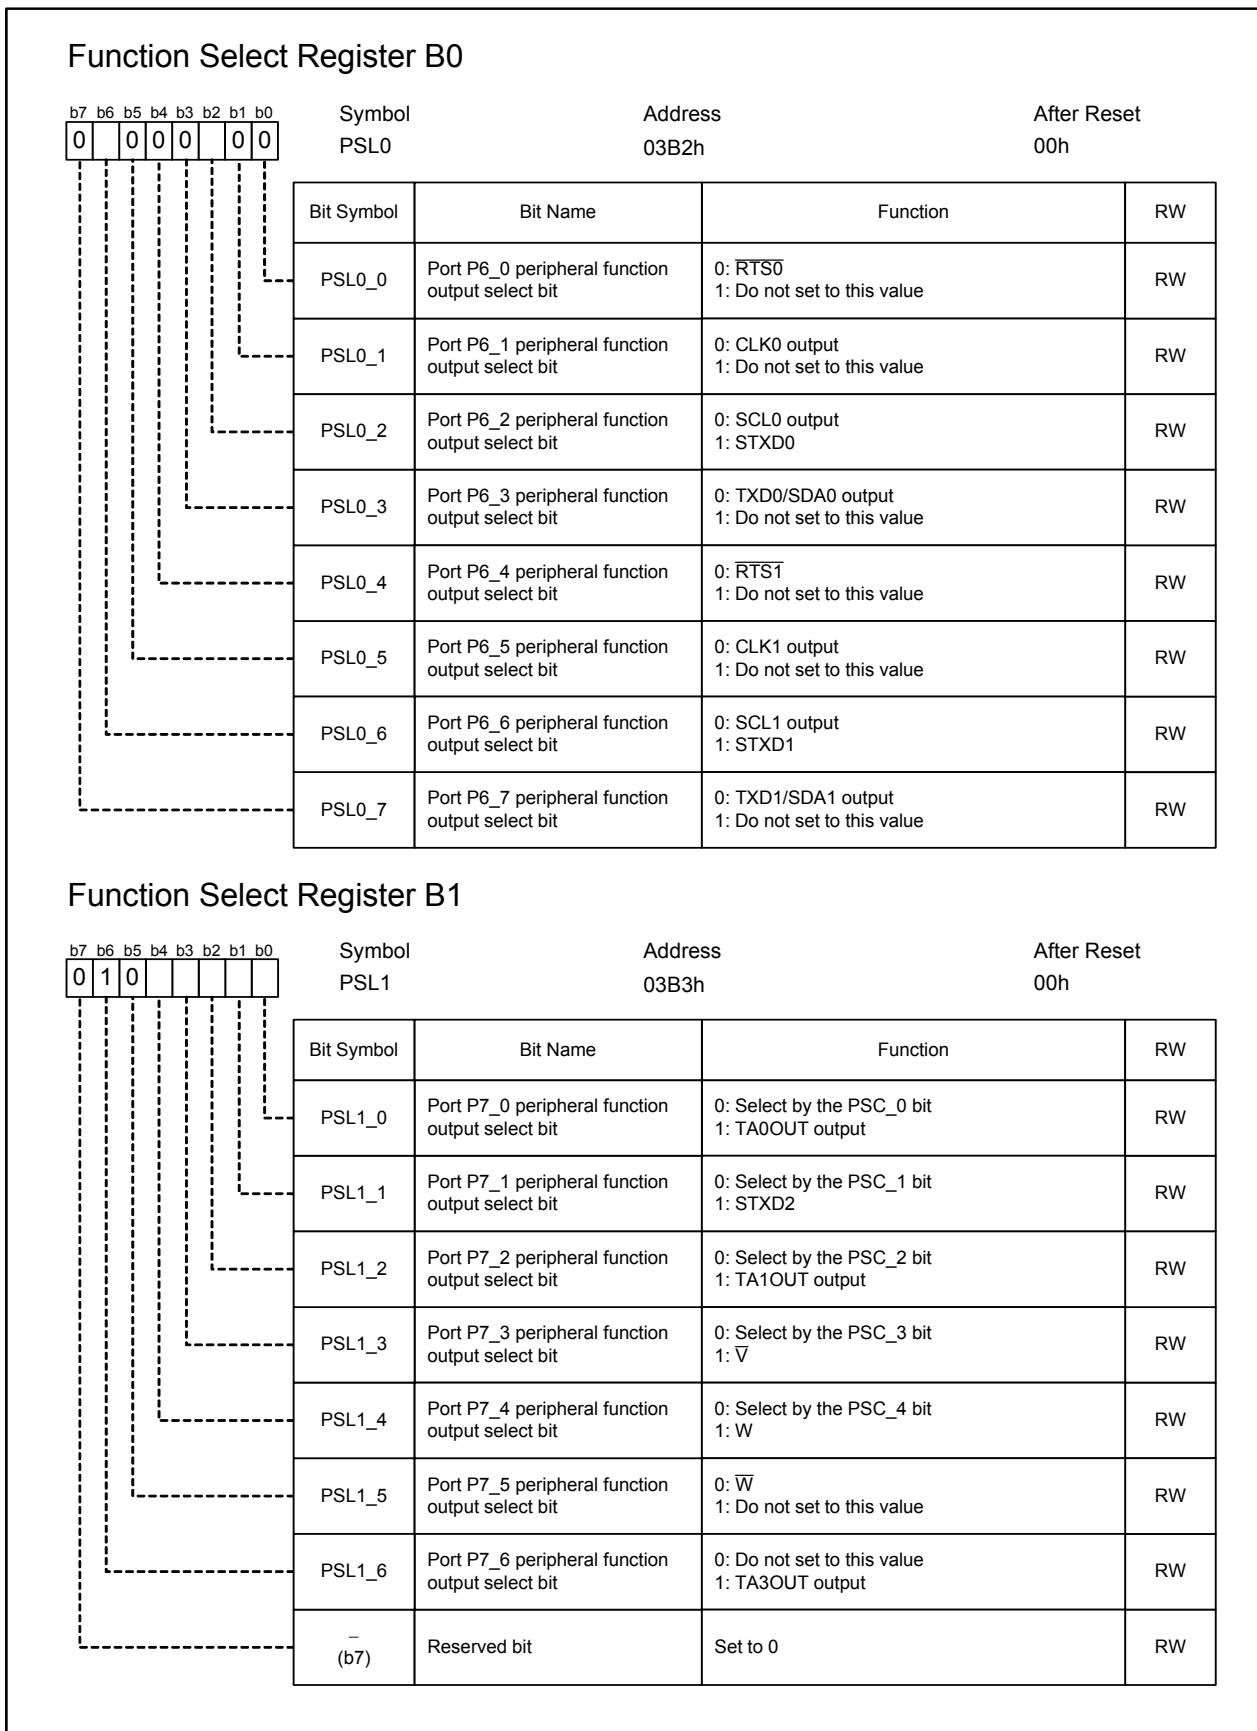 Function Select Register B0
b7 b6 b5 b4 b3 b2 b1 b0
0 0 0 0 0 0
Symbol Address After Reset
PSL0 03B2h 00h
Bit Symbol Bit Name Function RW
PSL0_0 Port P6_0 peripheral function output select bit 0: R̅T̅S̅0̅ RW
1: Do not set to this value
PSL0_1 Port P6_1 peripheral function output select bit 0: CLK0 output RW
1: Do not set to this value
PSL0_2 Port P6_2 peripheral function output select bit 0: SCL0 output RW
1: STXD0
PSL0_3 Port P6_3 peripheral function output select bit 0: TXD0/SDA0 output RW
1: Do not set to this value
PSL0_4 Port P6_4 peripheral function output select bit 0: R̅T̅S̅1̅ RW
1: Do not set to this value
PSL0_5 Port P6_5 peripheral function output select bit 0: CLK1 output RW
1: Do not set to this value
PSL0_6 Port P6_6 peripheral function output select bit 0: SCL1 output RW
1: STXD1
PSL0_7 Port P6_7 peripheral function output select bit 0: TXD1/SDA1 output RW
1: Do not set to this value
Function Select Register B1
b7 b6 b5 b4 b3 b2 b1 b0
0 1 0
Symbol Address After Reset
PSL1 03B3h 00h
Bit Symbol Bit Name Function RW
PSL1_0 Port P7_0 peripheral function output select bit 0: Select by the PSC_0 bit RW
1: TA0OUT output
PSL1_1 Port P7_1 peripheral function output select bit 0: Select by the PSC_1 bit RW
1: STXD2
PSL1_2 Port P7_2 peripheral function output select bit 0: Select by the PSC_2 bit RW
1: TA1OUT output
PSL1_3 Port P7_3 peripheral function output select bit 0: Select by the PSC_3 bit RW
1: V̅
PSL1_4 Port P7_4 peripheral function output select bit 0: Select by the PSC_4 bit RW
1: W
PSL1_5 Port P7_5 peripheral function output select bit 0: W̅ RW
1: Do not set to this value
PSL1_6 Port P7_6 peripheral function output select bit 0: Do not set to this value RW
1: TA3OUT output
– (b7) Reserved bit Set to 0 RW